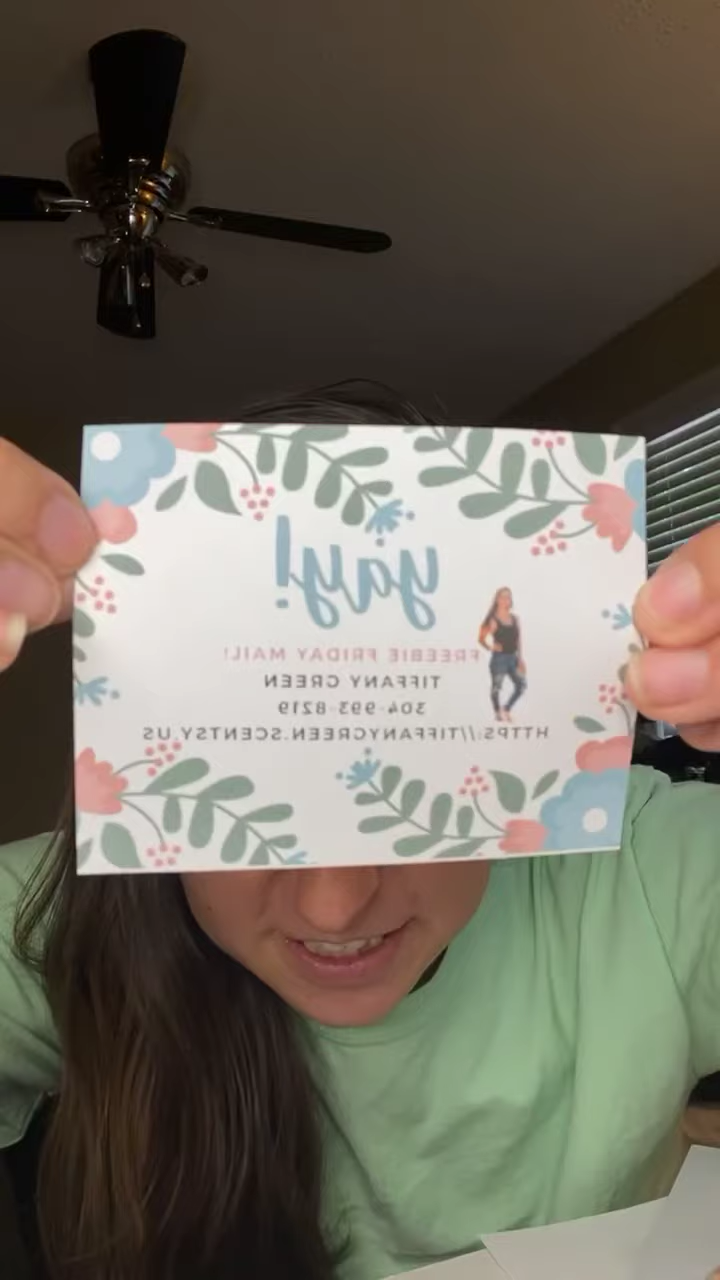 yay!
FREEBIE FRIDAY MAIL!
TIFFANY GREEN
304-993-8219
HTTPS://TIFFANYGREEN.SCENTSY.US